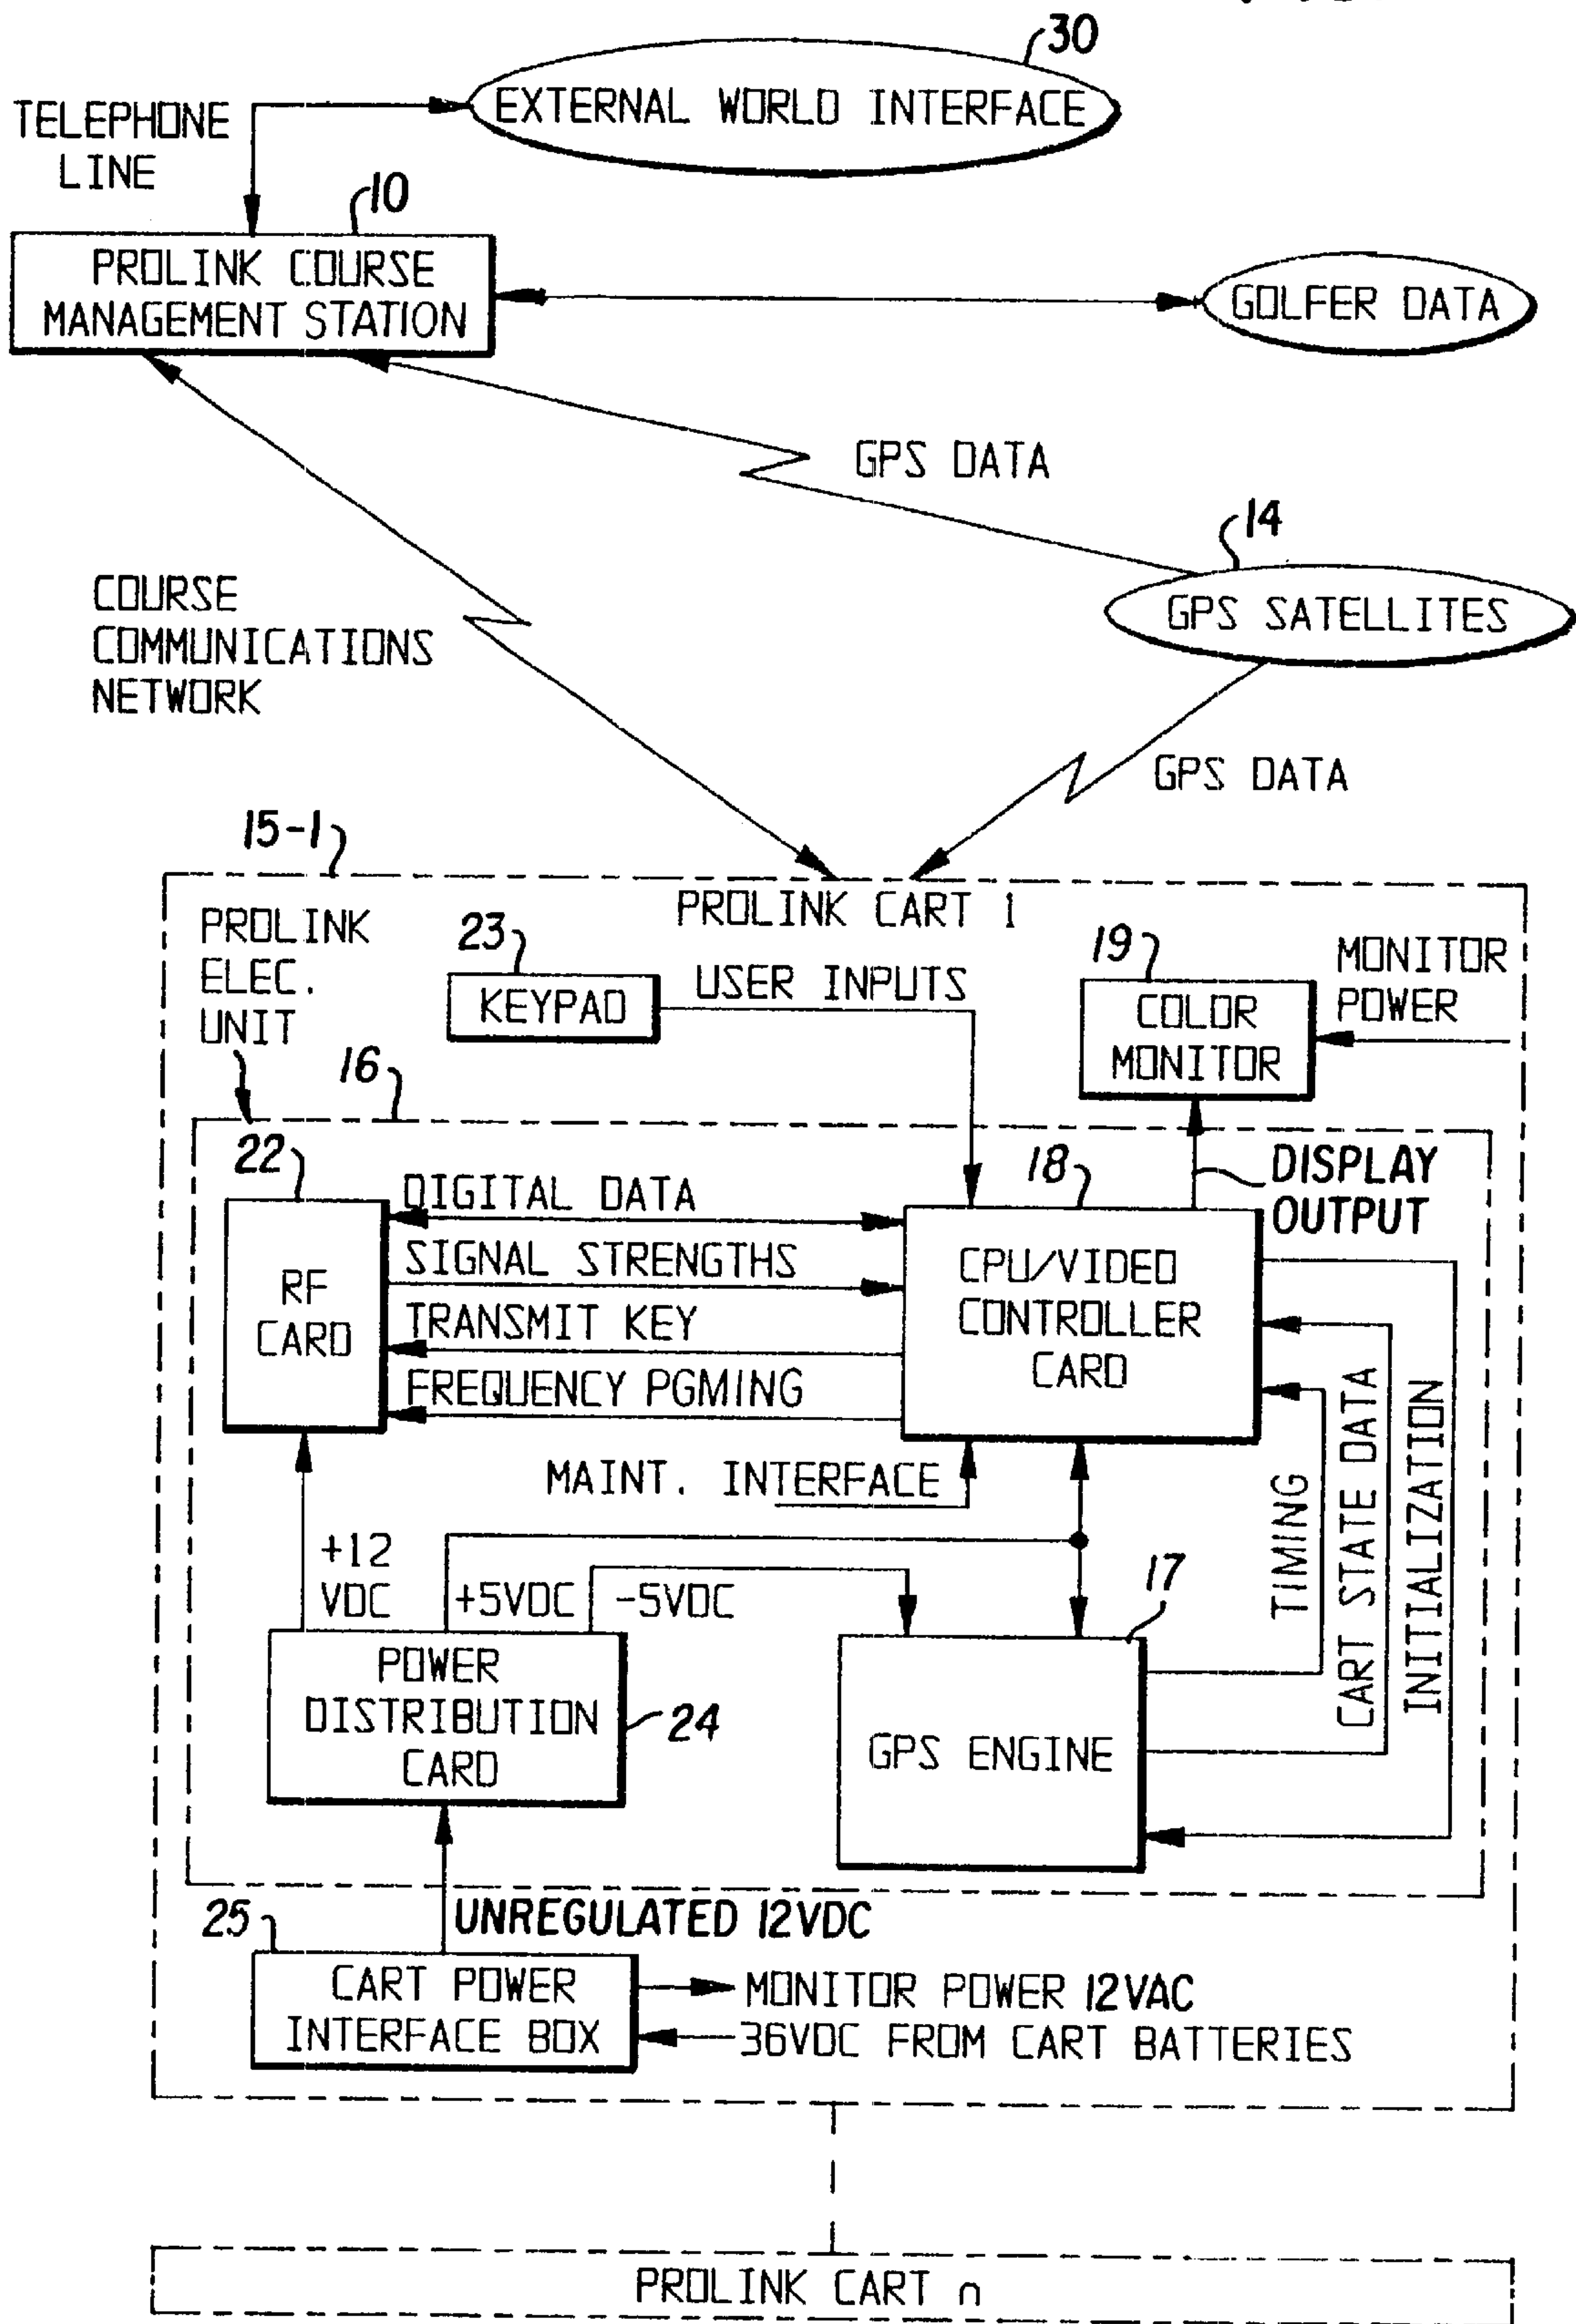 30
EXTERNAL WORLD INTERFACE
TELEPHONE
LINE
10
PROLINK COURSE
MANAGEMENT STATION
GOLFER DATA
GPS DATA
14
GPS SATELLITES
COURSE
COMMUNICATIONS
NETWORK
GPS DATA
15-1
PROLINK CART 1
PROLINK
ELEC.
UNIT
23
KEYPAD
USER INPUTS
19
COLOR
MONITOR
MONITOR
POWER
16
22
RF
CARD
DIGITAL DATA
SIGNAL STRENGTHS
TRANSMIT KEY
FREQUENCY PGMING
18
CPU/VIDEO
CONTROLLER
CARD
DISPLAY
OUTPUT
MAINT. INTERFACE
TIMING
CART STATE DATA
INITIALIZATION
+12
VDC
+5VDC
-5VDC
17
POWER
DISTRIBUTION
CARD
24
GPS ENGINE
25
UNREGULATED 12VDC
CART POWER
INTERFACE BOX
MONITOR POWER 12VAC
36VDC FROM CART BATTERIES
PROLINK CART n